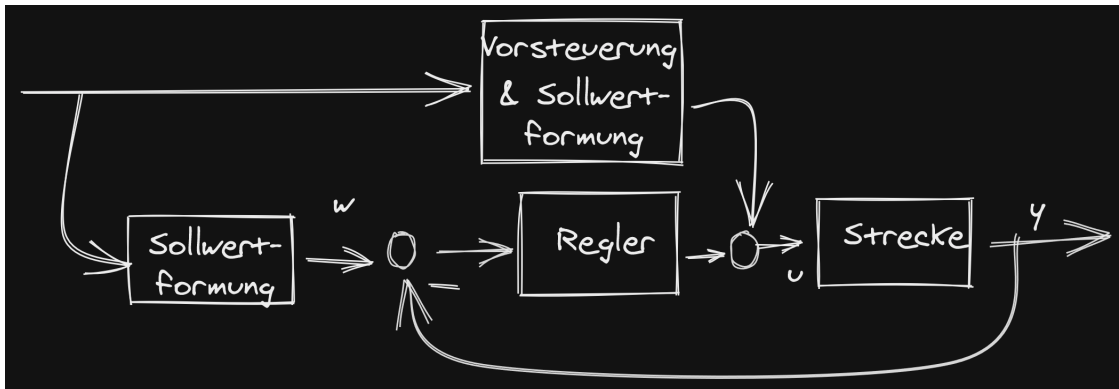 Vorsteuerung
& Sollwert-
formung
w
Sollwert-
formung
Regler
u
Strecke
y